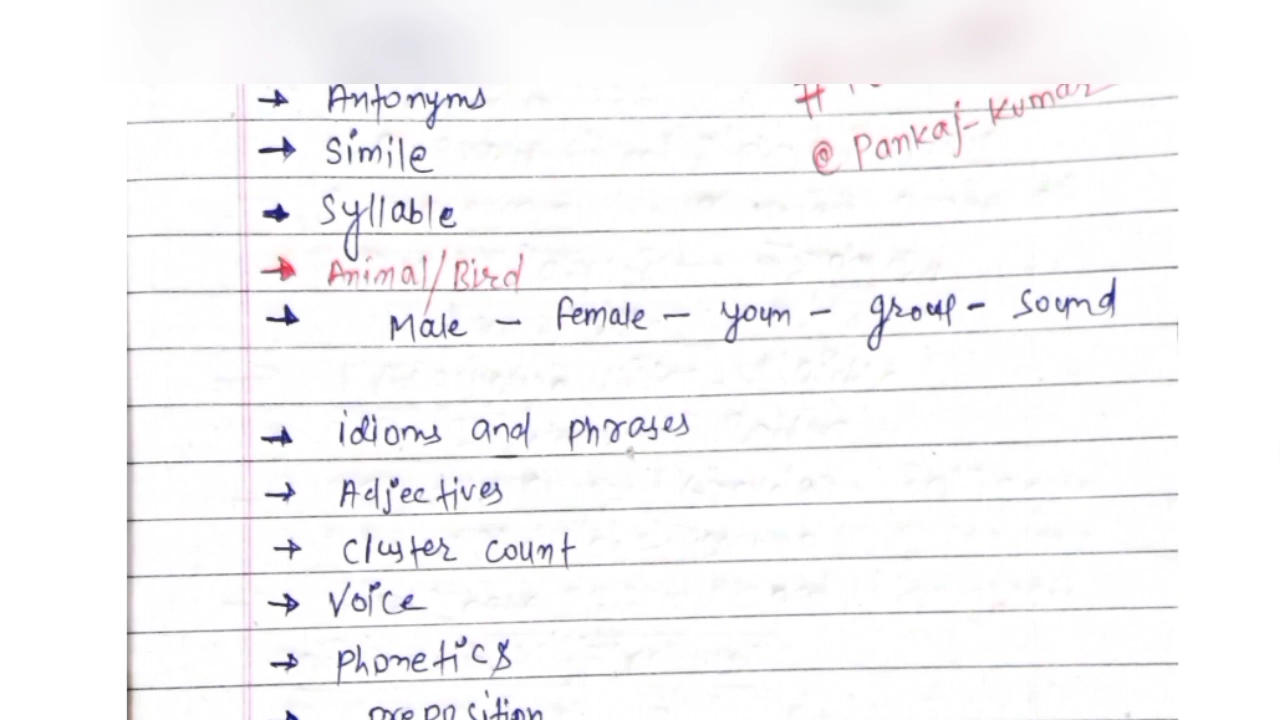 → Antonyms
@ Pankaj-Kumar
→ Simile
→ Syllable
→ Animal/Bird
→ Male - female - youn - group - sound
→ idioms and phrases
→ Adjectives
→ cluster count
→ Voice
→ phonetics
→ preposition